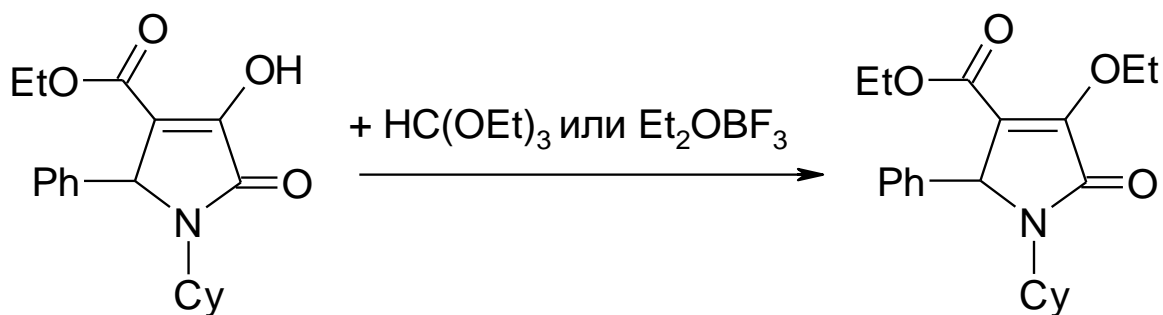 O
EtO
OH
Ph
O
N
Cy
+ HC(OEt)₃ или Et₂OBF₃
O
EtO
OEt
Ph
O
N
Cy